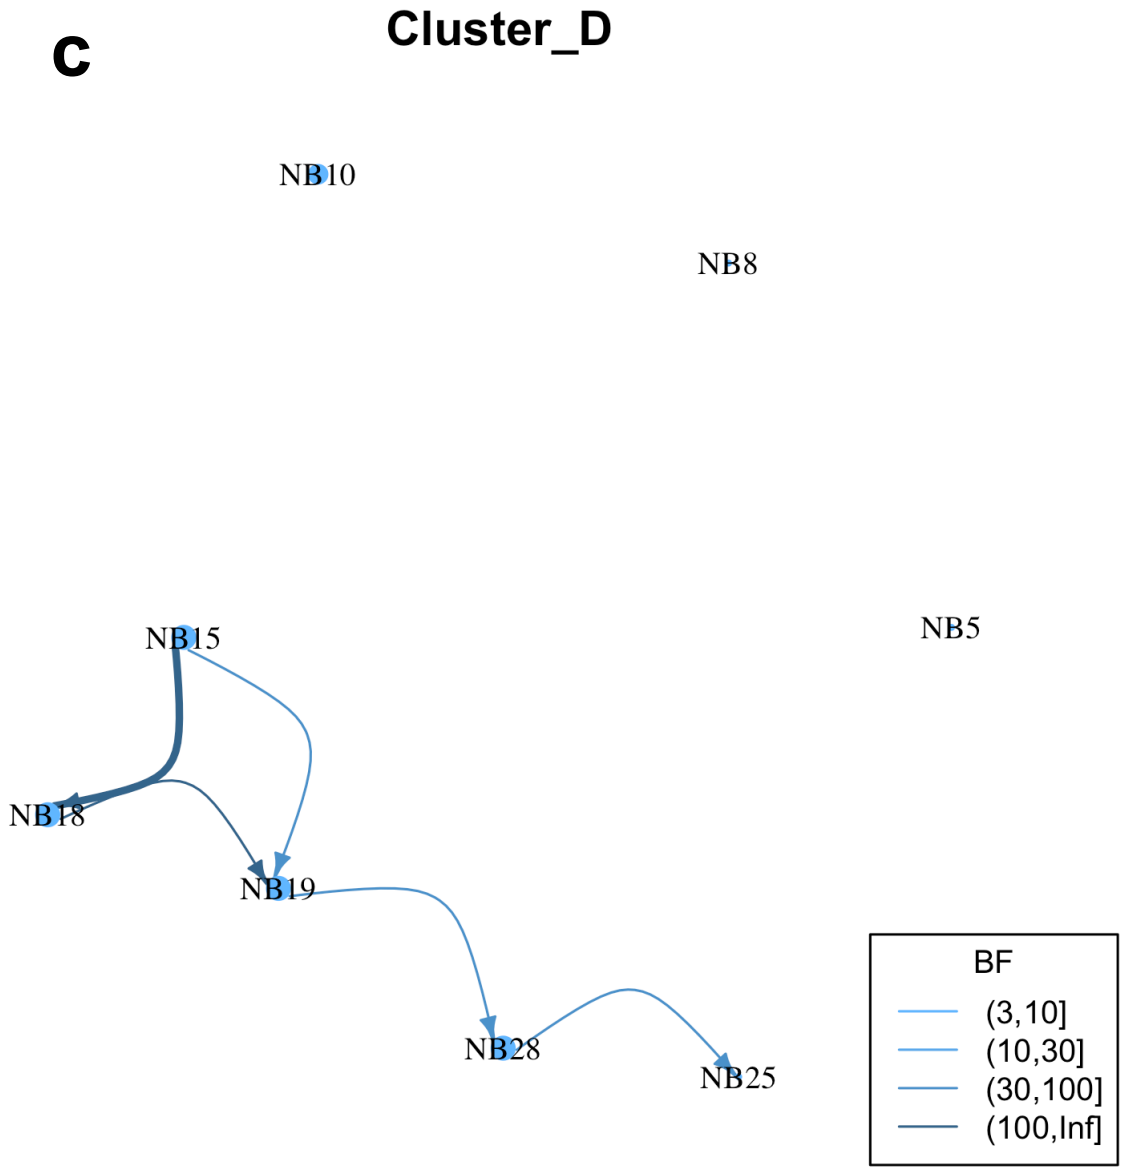 c
Cluster_D
NB10
NB8
NB15
NB5
NB18
NB19
NB28
NB25
BF
(3,10]
(10,30]
(30,100]
(100,Inf]